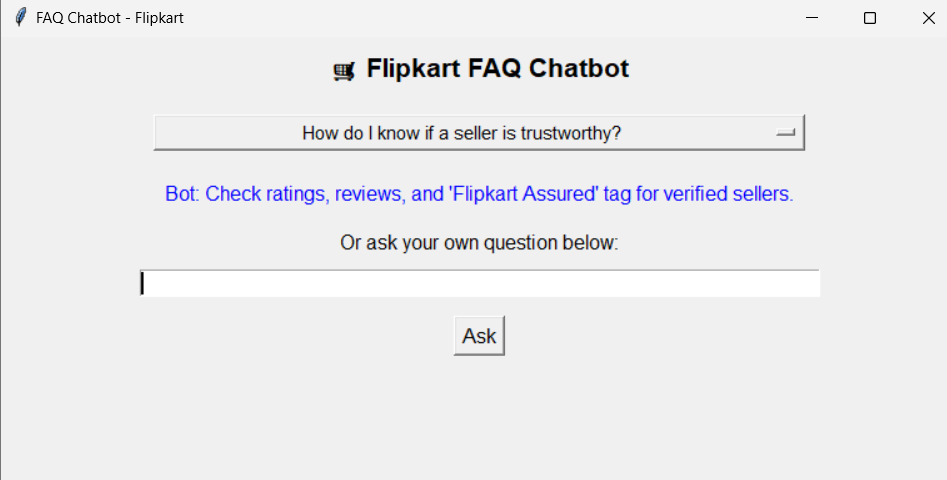 FAQ Chatbot - Flipkart
🛒 Flipkart FAQ Chatbot
How do I know if a seller is trustworthy?
Bot: Check ratings, reviews, and 'Flipkart Assured' tag for verified sellers.
Or ask your own question below:
Ask